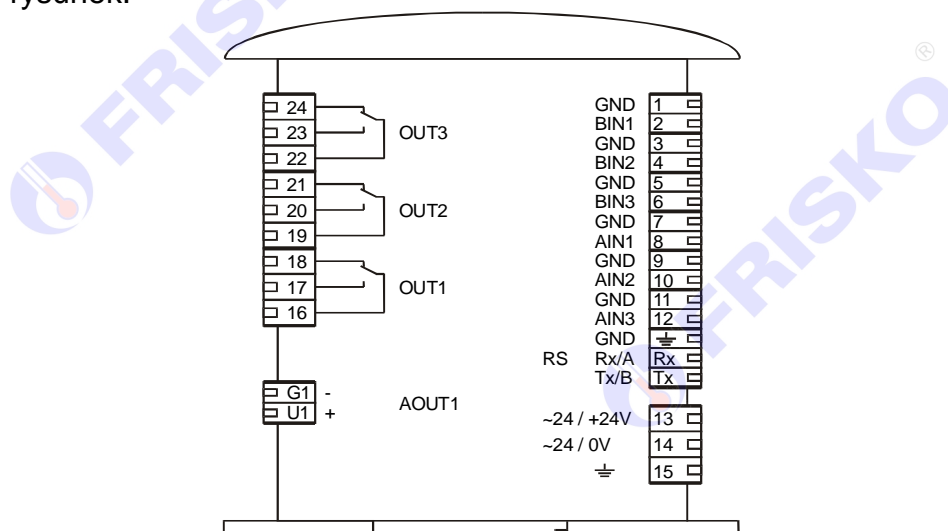 rysunek.
FRISKO
®
FRISKO
24
23 OUT3
22
21
20 OUT2
19
18
17 OUT1
16
G1 -
U1 +
AOUT1
GND 1
BIN1 2
GND 3
BIN2 4
GND 5
BIN3 6
GND 7
AIN1 8
GND 9
AIN2 10
GND 11
AIN3 12
GND
RS Rx/A Rx
Tx/B Tx
~24 / +24V 13
~24 / 0V 14
15